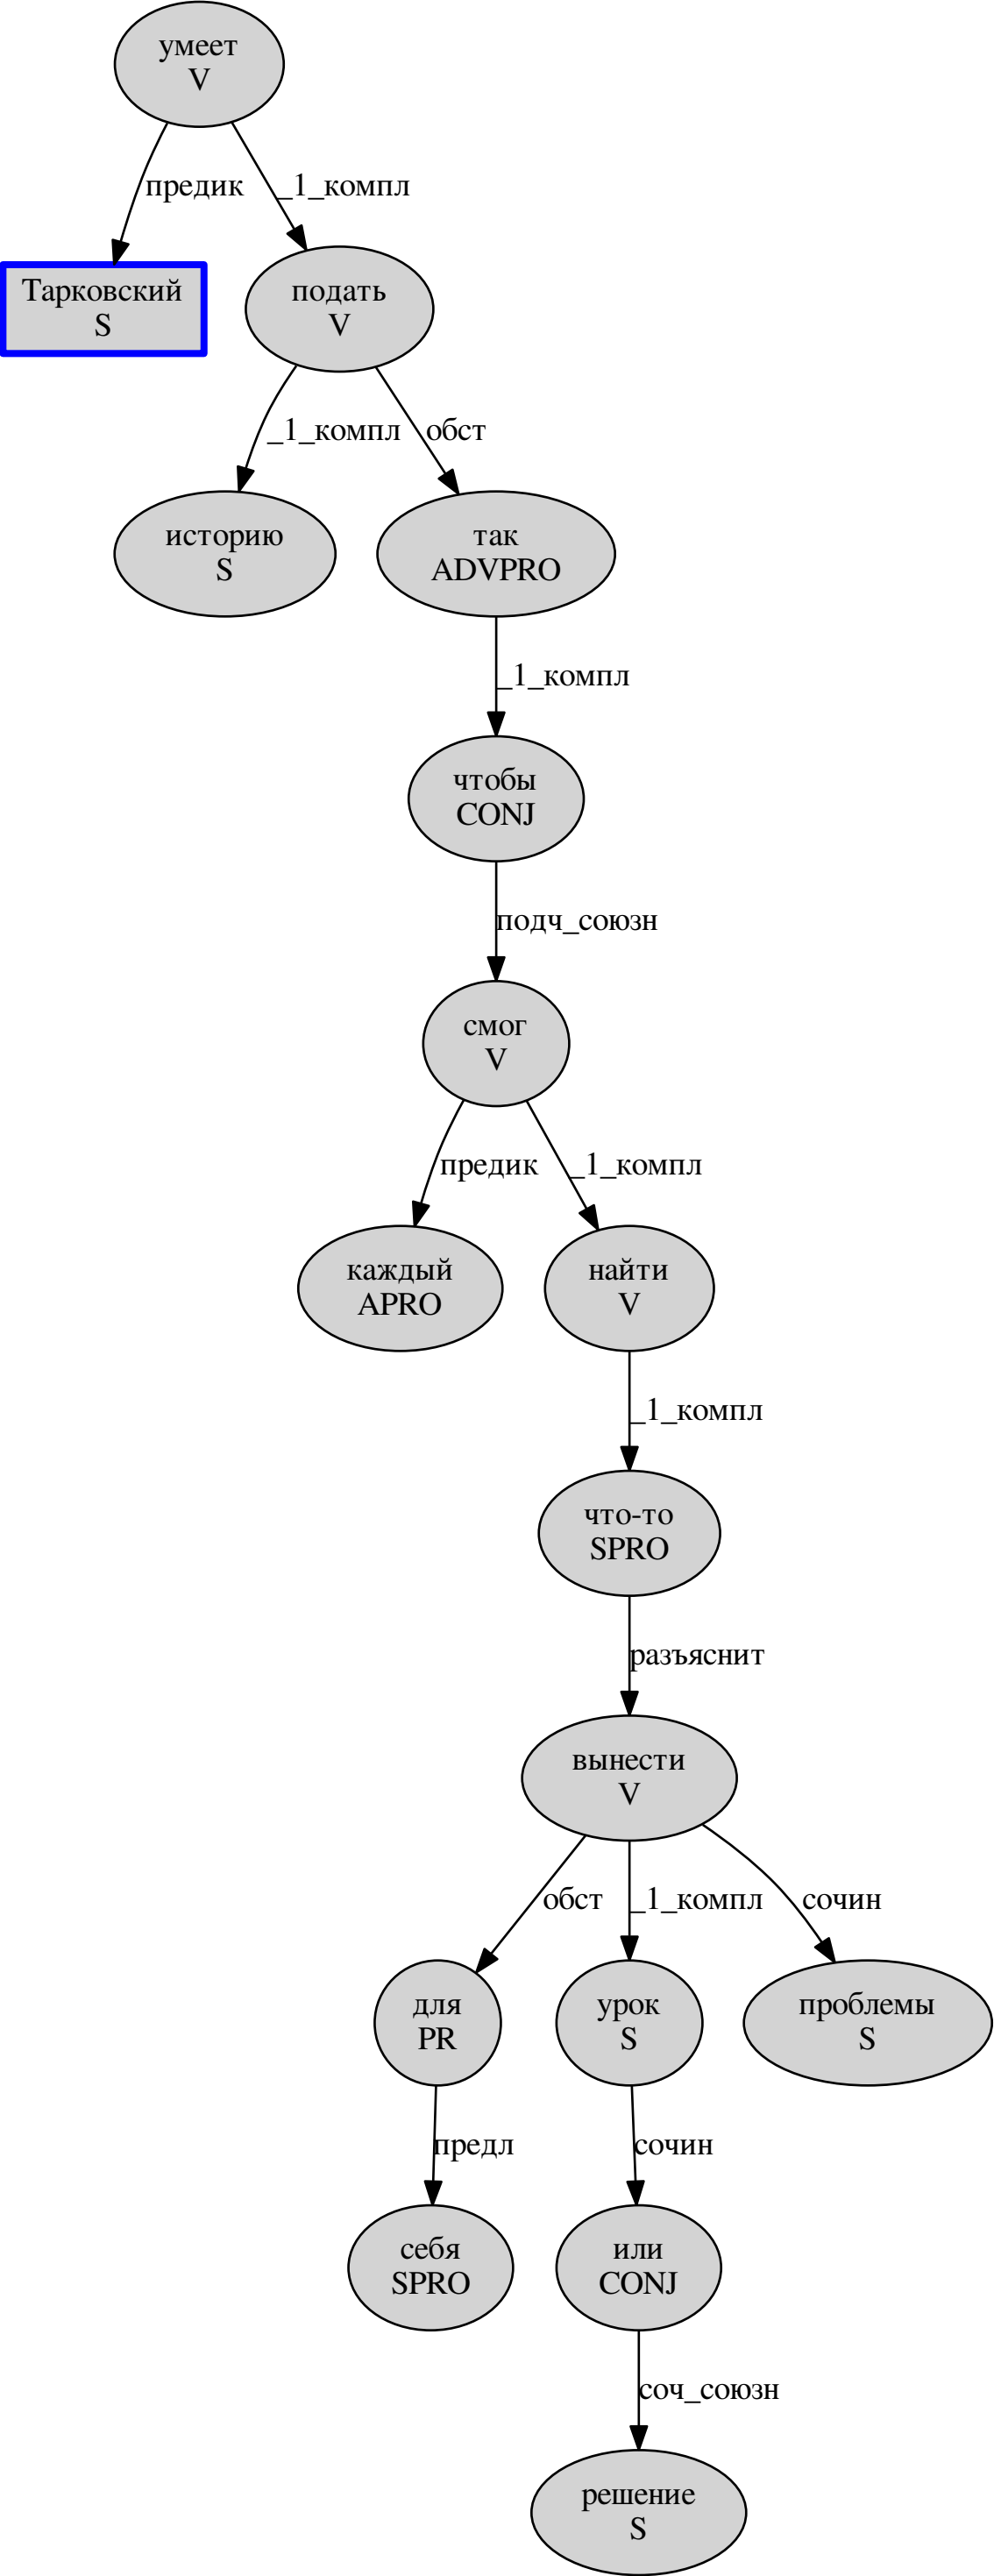 умеет
V
предик
_1_компл
Тарковский
S
подать
V
_1_компл
обст
историю
S
так
ADVPRO
_1_компл
чтобы
CONJ
подч_союзн
смог
V
предик
_1_компл
каждый
APRO
найти
V
_1_компл
что-то
SPRO
разъяснит
вынести
V
обст
_1_компл
сочин
для
PR
урок
S
проблемы
S
предл
сочин
себя
SPRO
или
CONJ
соч_союзн
решение
S